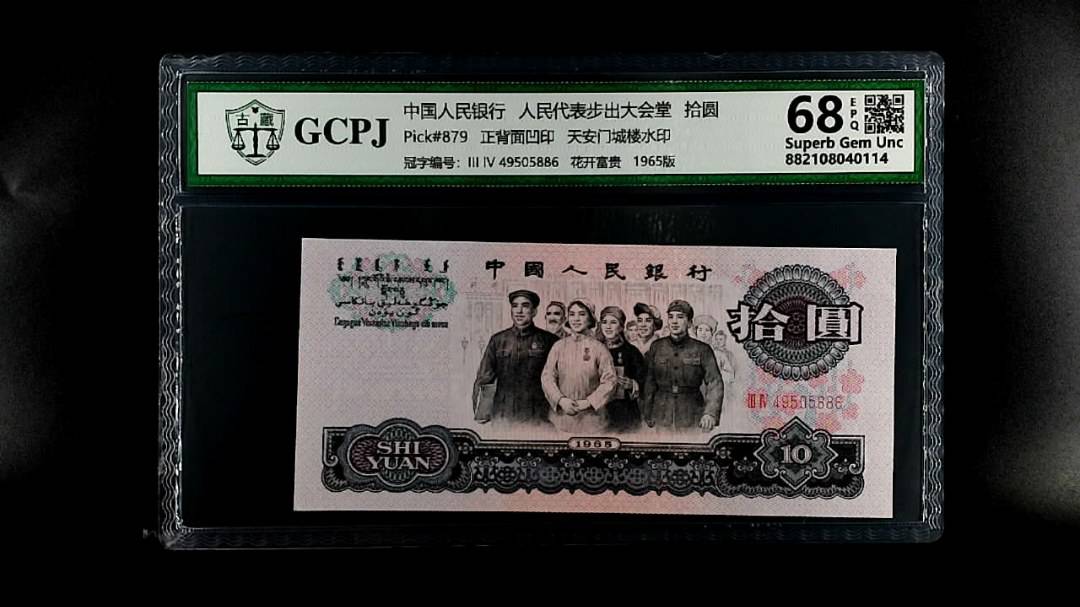 古 藏
GCPJ
中国人民银行 人民代表步出大会堂 拾圆
Pick#879 正背面凹印 天安门城楼水印
冠字编号: III IV 49505886 花开富贵 1965版
68 EPQ
Superb Gem Unc
882108040114
中國人民銀行
拾圓
III IV 49505886
1965
SHI
YUAN
10